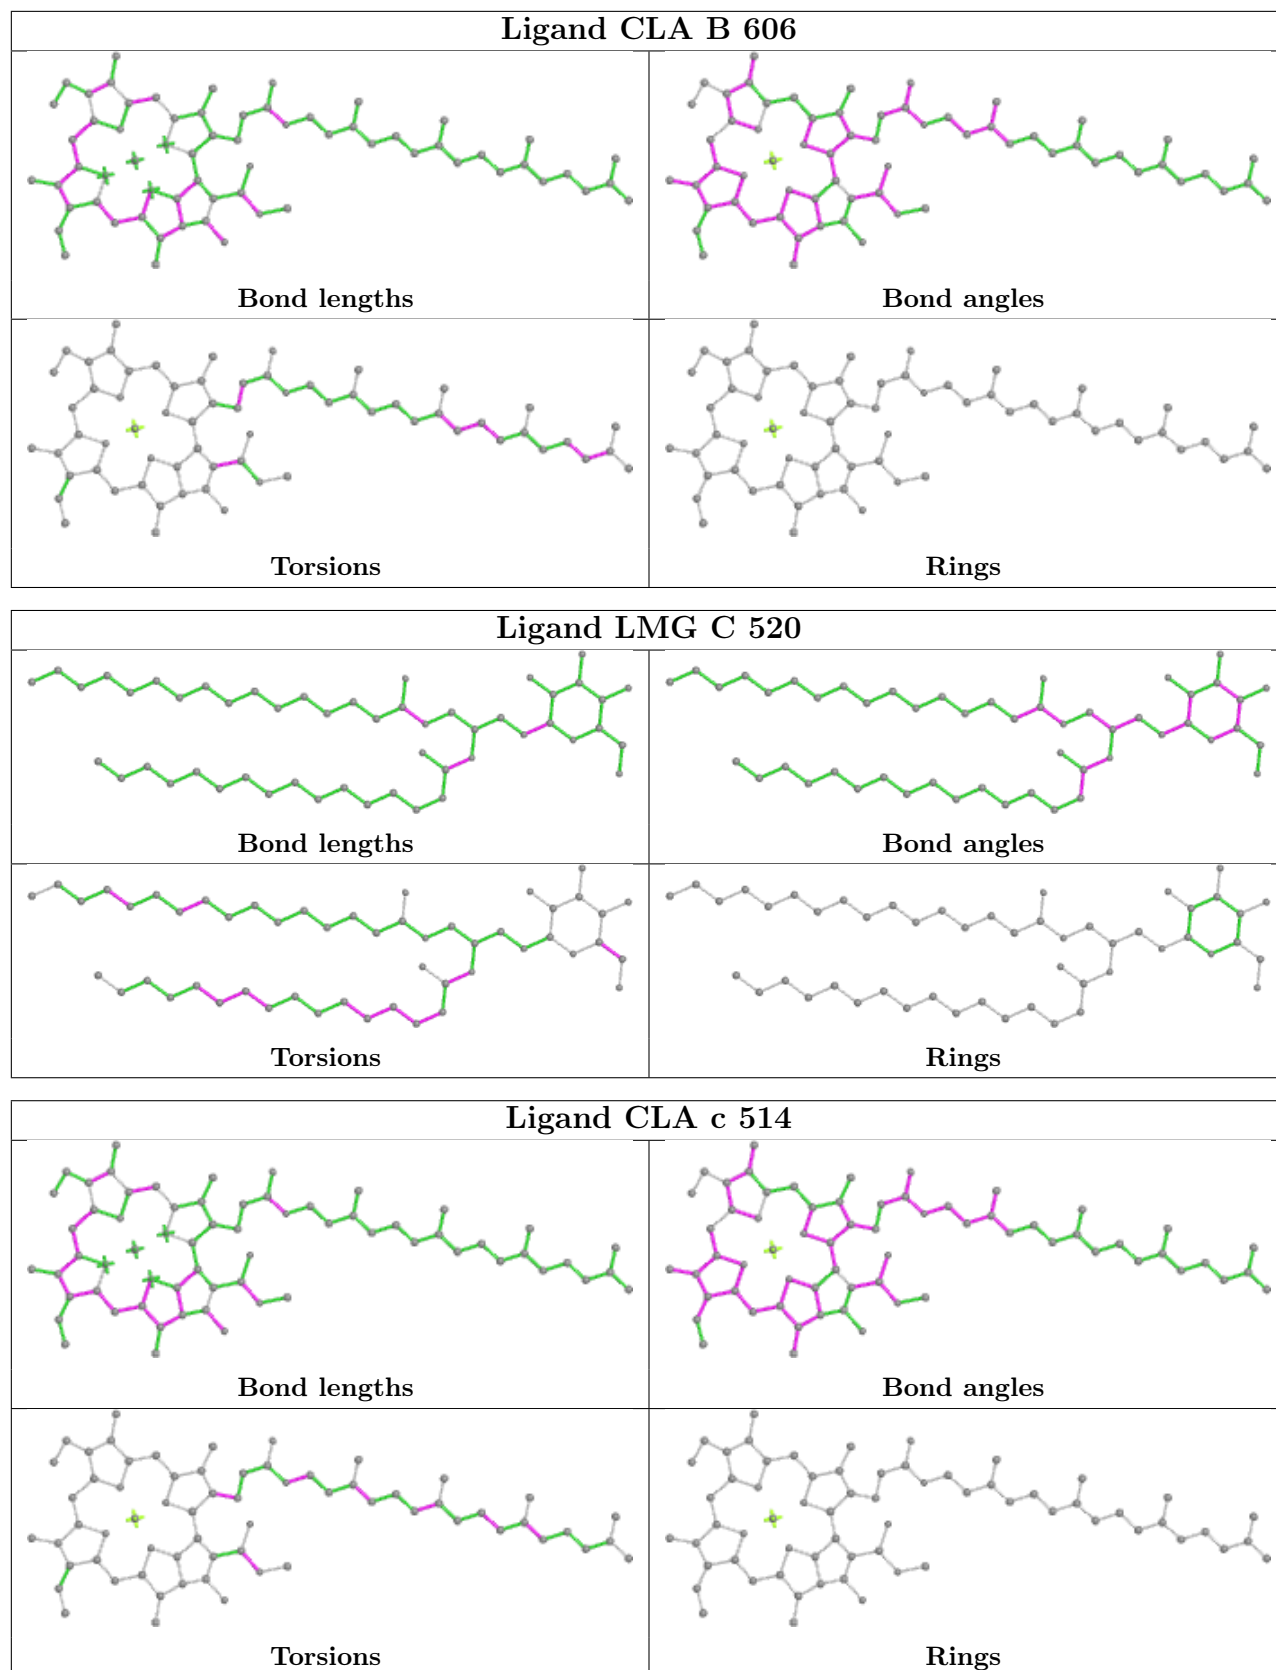 Ligand CLA B 606
Bond lengths
Bond angles
Torsions
Rings
Ligand LMG C 520
Bond lengths
Bond angles
Torsions
Rings
Ligand CLA c 514
Bond lengths
Bond angles
Torsions
Rings